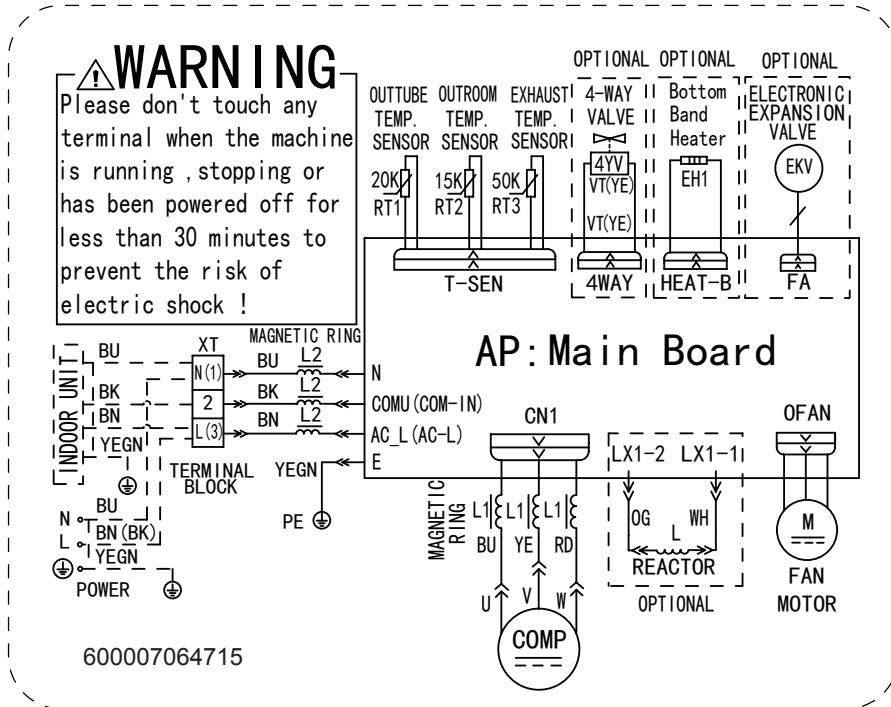 WARNING
Please don't touch any
terminal when the machine
is running ,stopping or
has been powered off for
less than 30 minutes to
prevent the risk of
electric shock !
OUTTUBE
TEMP.
SENSOR
OUTROOM
TEMP.
SENSOR
EXHAUST
TEMP.
SENSOR
20K
RT1
15K
RT2
50K
RT3
T-SEN
OPTIONAL
4-WAY
VALVE
4YV
VT(YE)
VT(YE)
4WAY
OPTIONAL
Bottom
Band
Heater
EH1
HEAT-B
OPTIONAL
ELECTRONIC
EXPANSION
VALVE
EKV
FA
AP:Main Board
INDOOR UNIT
BU
BK
BN
YEGN
XT
N(1)
2
L(3)
TERMINAL
BLOCK
MAGNETIC RING
BU
L2
BK
L2
BN
L2
N
COMU(COM-IN)
AC_L(AC-L)
E
YEGN
PE
N
L
BU
BN(BK)
YEGN
POWER
CN1
MAGNETIC
RING
L1
L1
L1
BU
YE
RD
U
V
W
COMP
LX1-2
LX1-1
OG
WH
L
REACTOR
OPTIONAL
OFAN
M
FAN
MOTOR
600007064715